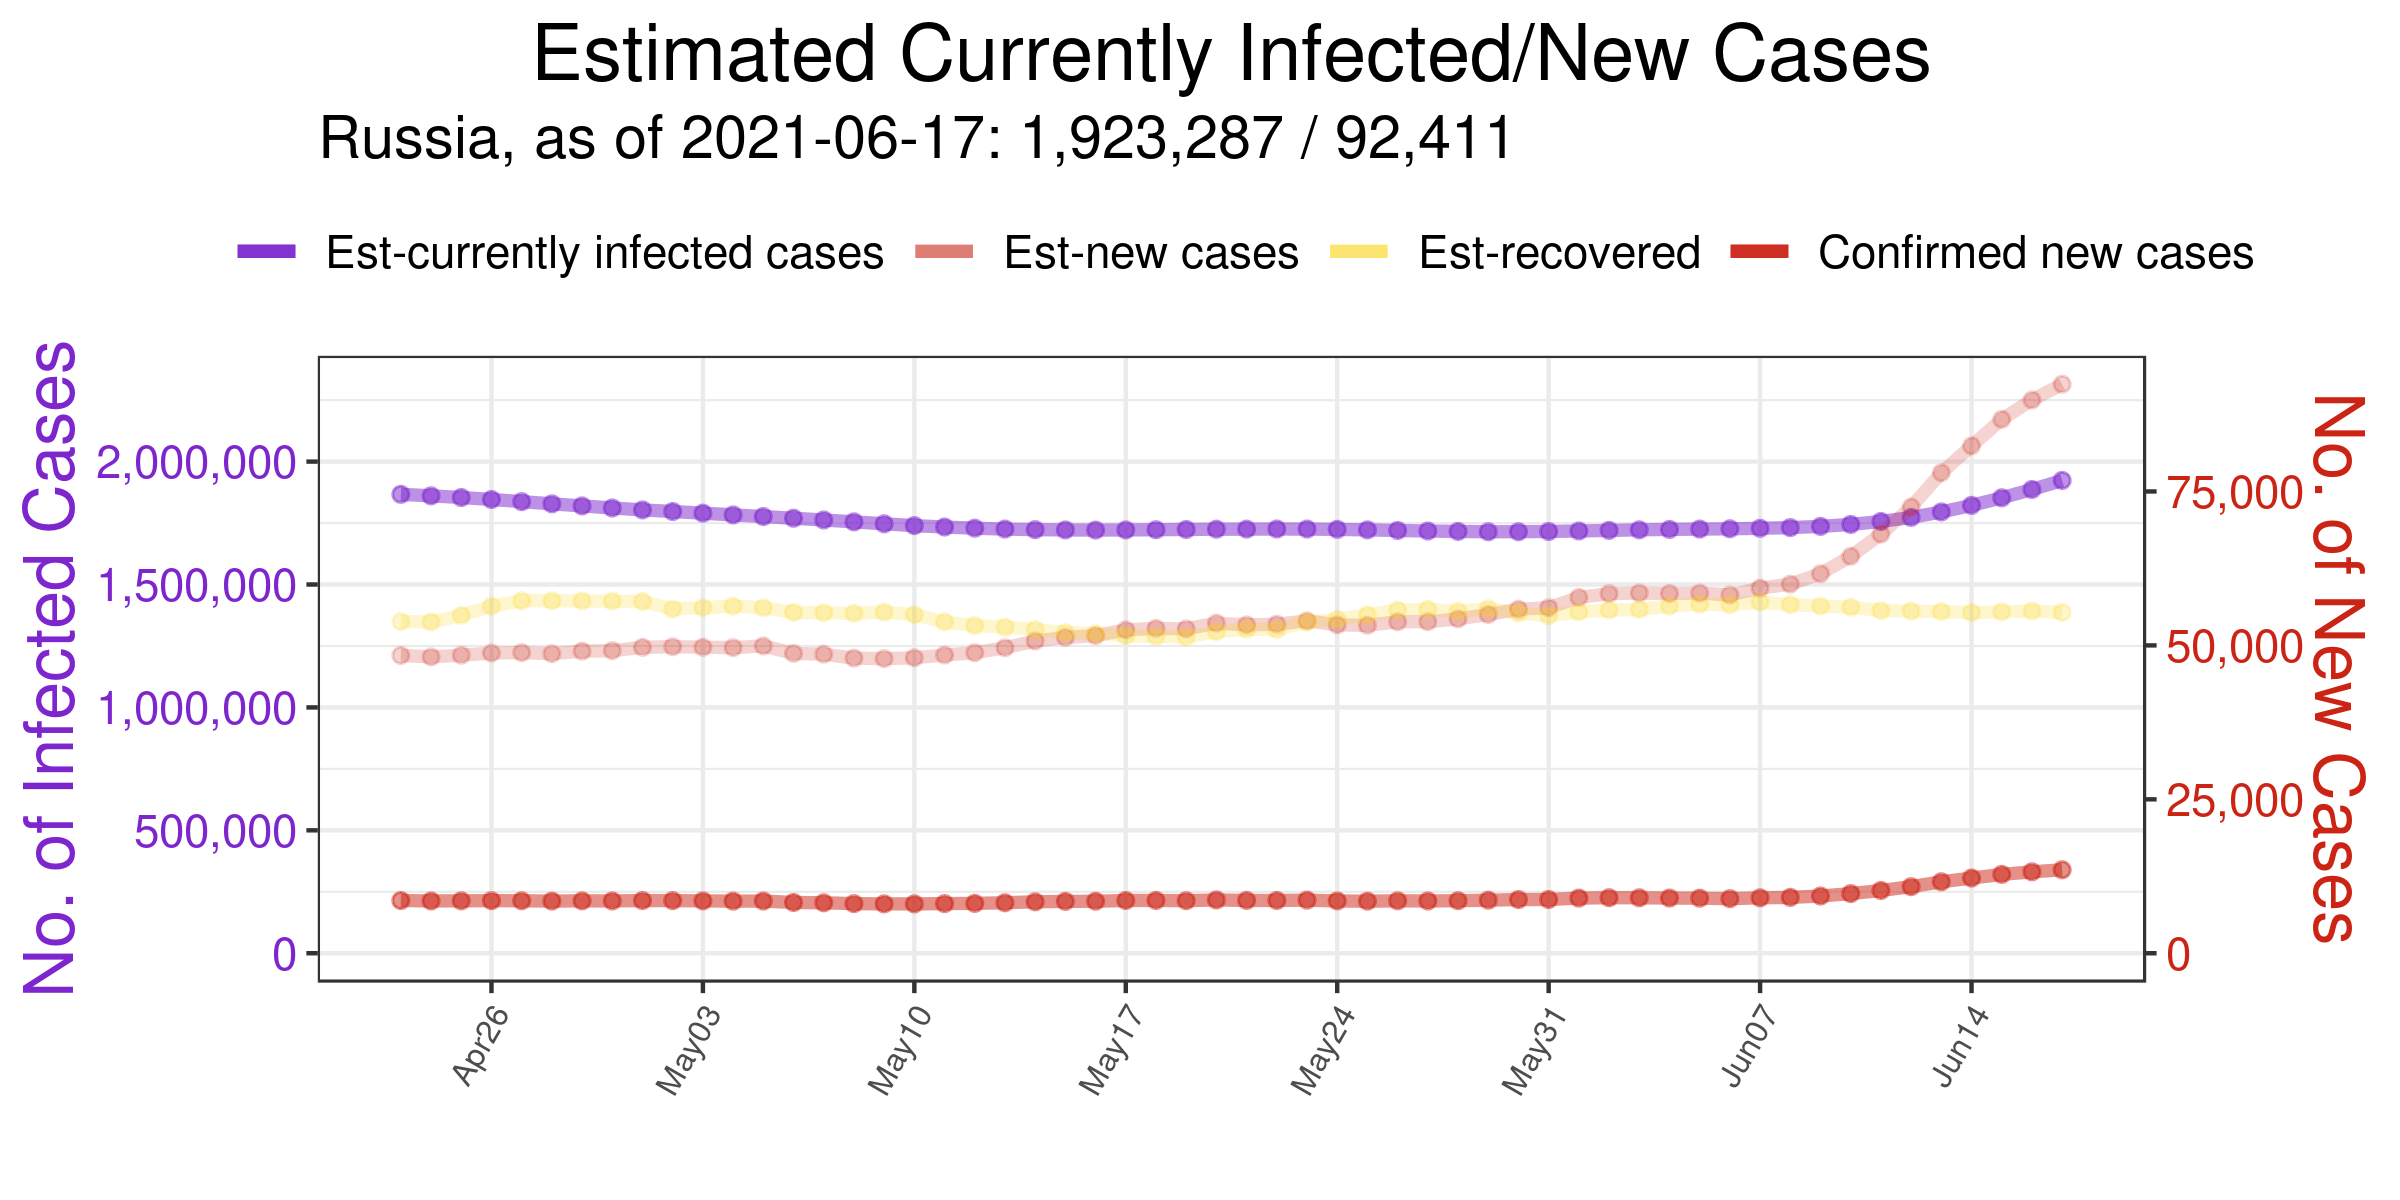 Estimated Currently Infected/New Cases
Russia, as of 2021-06-17: 1,923,287 / 92,411
Est-currently infected cases Est-new cases Est-recovered Confirmed new cases
No. of Infected Cases
2,000,000
1,500,000
1,000,000
500,000
0
75,000
50,000
25,000
0
No. of New Cases
Apr26 May03 May10 May17 May24 May31 Jun07 Jun14